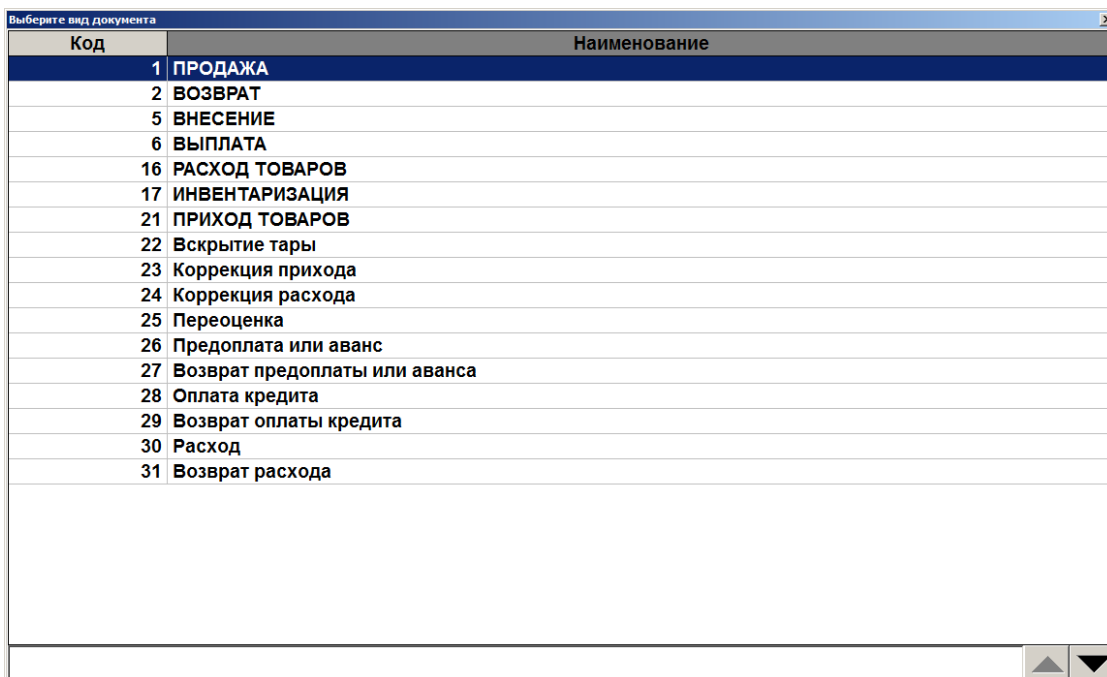 Выберите вид документа
Код Наименование
1 ПРОДАЖА
2 ВОЗВРАТ
5 ВНЕСЕНИЕ
6 ВЫПЛАТА
16 РАСХОД ТОВАРОВ
17 ИНВЕНТАРИЗАЦИЯ
21 ПРИХОД ТОВАРОВ
22 Вскрытие тары
23 Коррекция прихода
24 Коррекция расхода
25 Переоценка
26 Предоплата или аванс
27 Возврат предоплаты или аванса
28 Оплата кредита
29 Возврат оплаты кредита
30 Расход
31 Возврат расхода